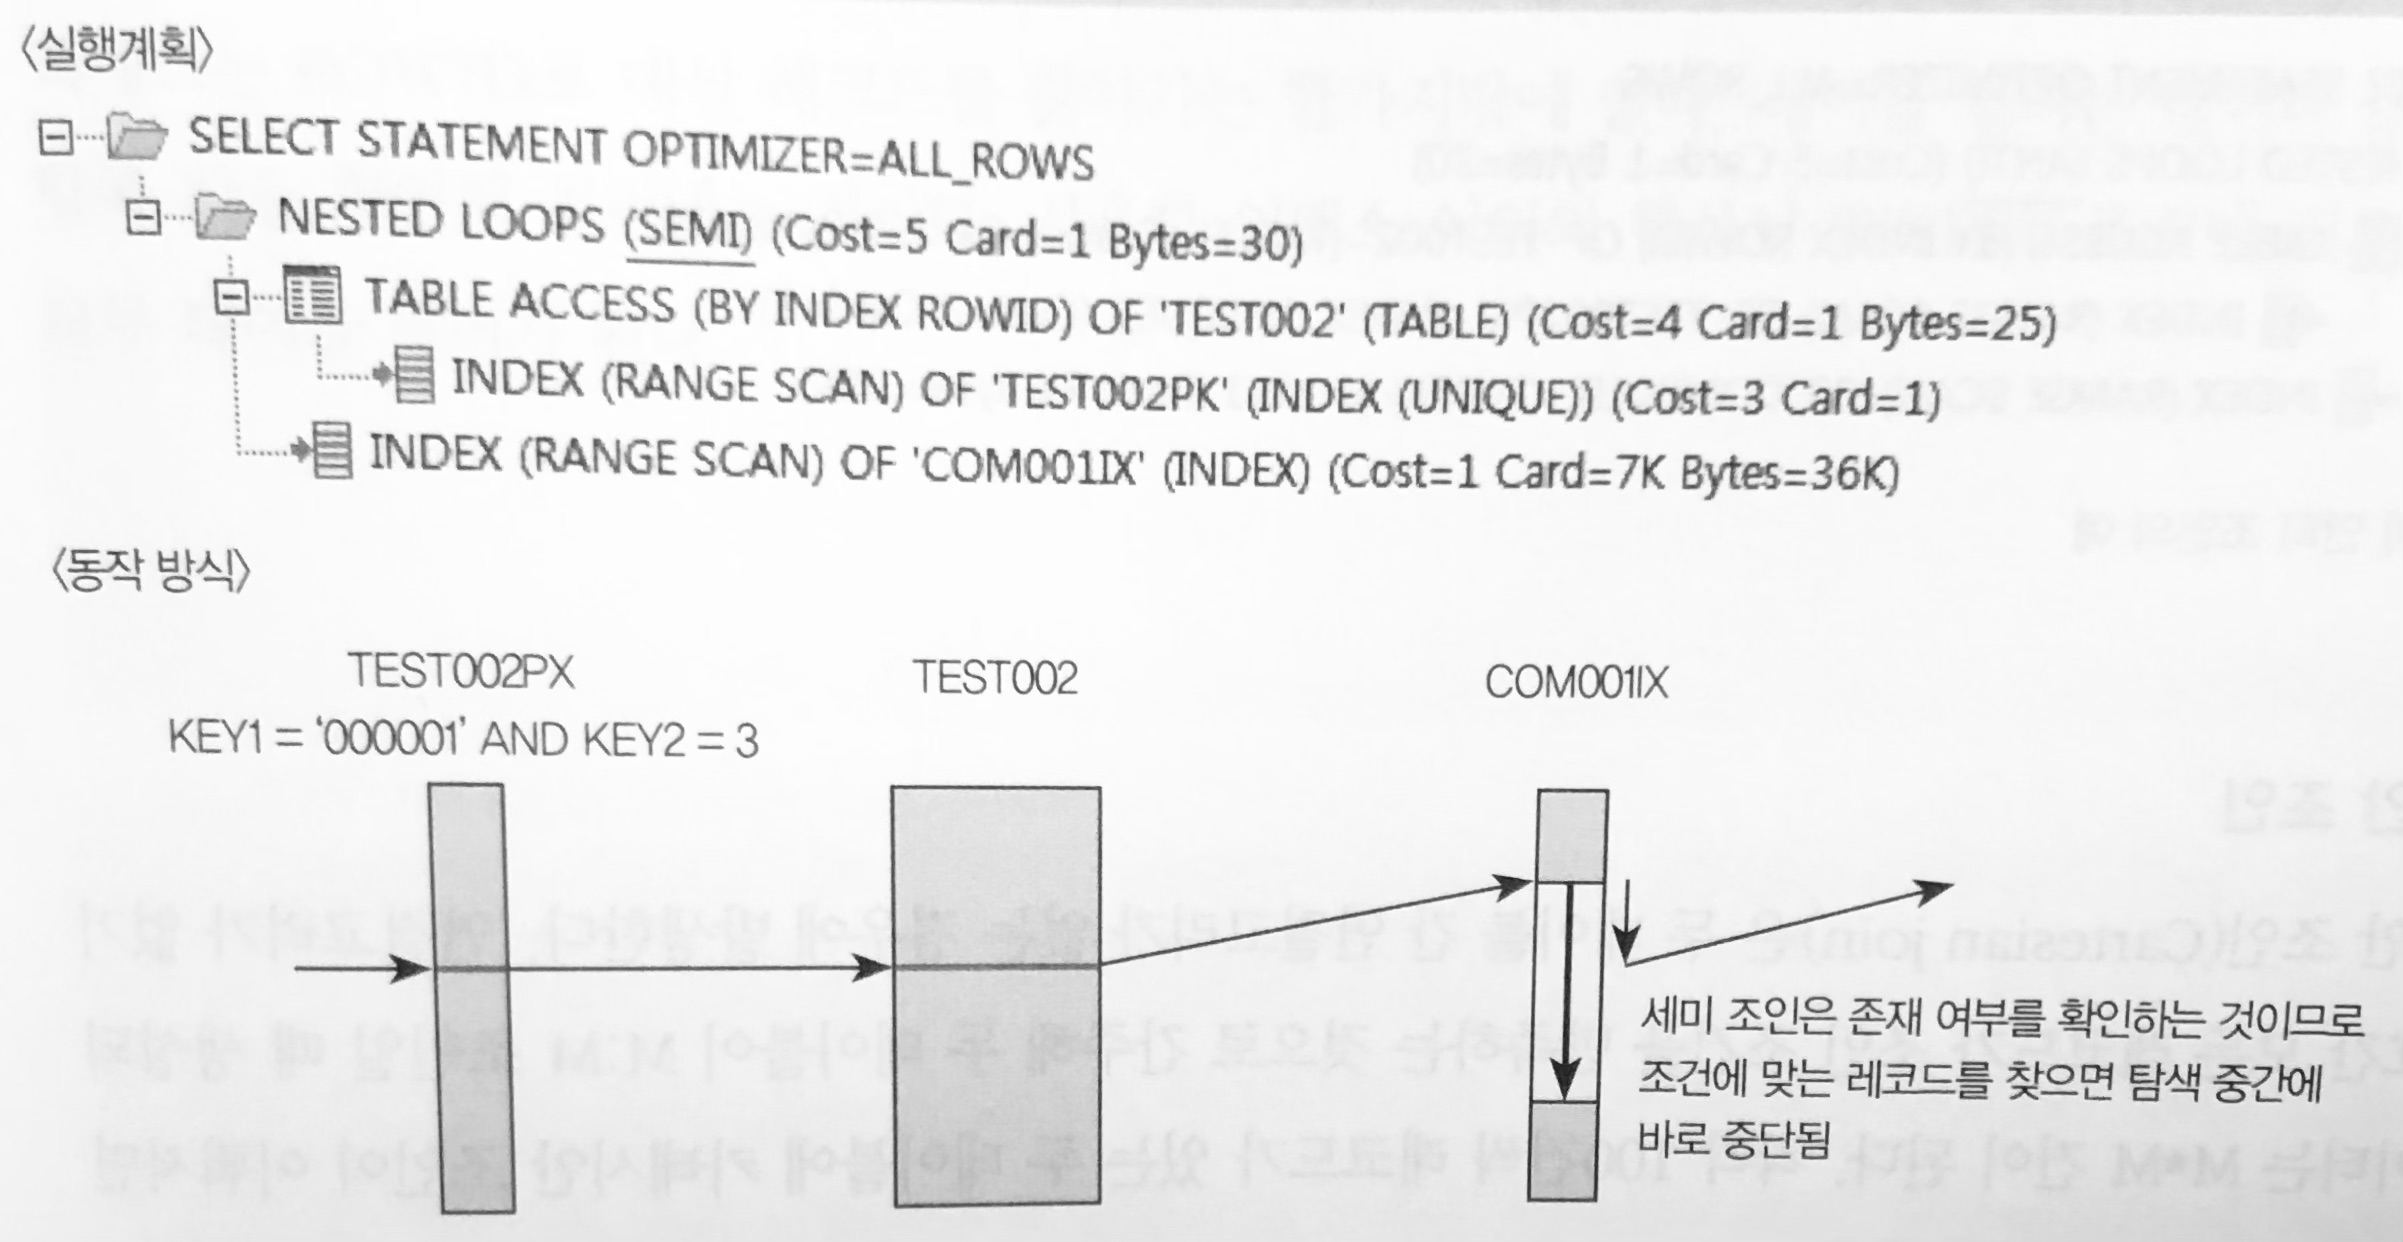 〈실행계획〉
SELECT STATEMENT OPTIMIZER=ALL_ROWS
NESTED LOOPS (SEMI) (Cost=5 Card=1 Bytes=30)
TABLE ACCESS (BY INDEX ROWID) OF 'TEST002' (TABLE) (Cost=4 Card=1 Bytes=25)
INDEX (RANGE SCAN) OF 'TEST002PK' (INDEX (UNIQUE)) (Cost=3 Card=1)
INDEX (RANGE SCAN) OF 'COM001IX' (INDEX) (Cost=1 Card=7K Bytes=36K)
〈동작 방식〉
TEST002PX
KEY1 = ‘000001’ AND KEY2 = 3
TEST002
COM001IX
세미 조인은 존재 여부를 확인하는 것이므로
조건에 맞는 레코드를 찾으면 탐색 중간에
바로 중단됨